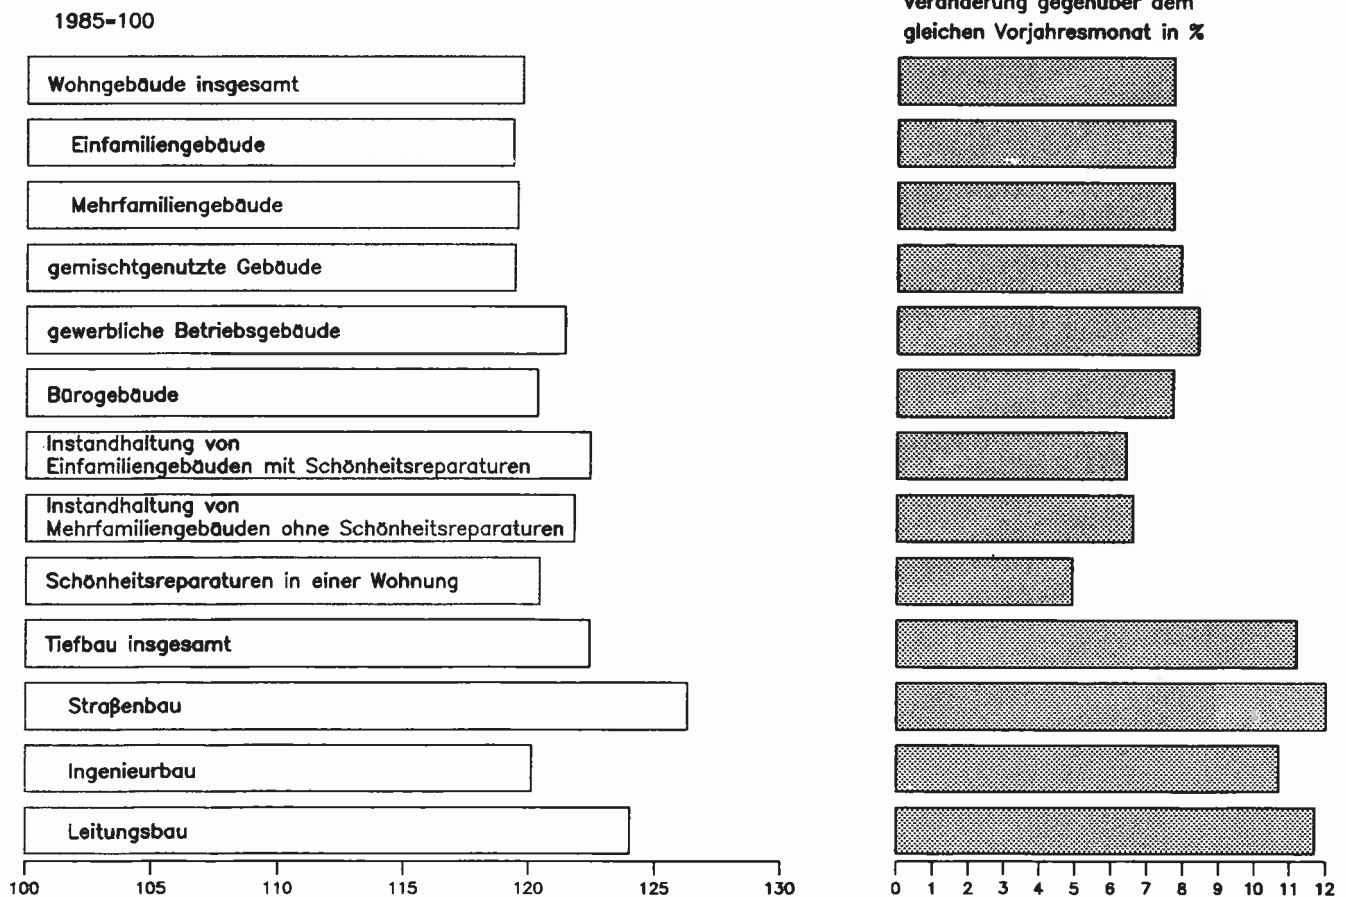 1985=100
Veränderung gegenüber dem
gleichen Vorjahresmonat in %
Wohngebäude insgesamt
Einfamiliengebäude
Mehrfamiliengebäude
gemischtgenutzte Gebäude
gewerbliche Betriebsgebäude
Bürogebäude
Instandhaltung von
Einfamiliengebäuden mit Schönheitsreparaturen
Instandhaltung von
Mehrfamiliengebäuden ohne Schönheitsreparaturen
Schönheitsreparaturen in einer Wohnung
Tiefbau insgesamt
Straßenbau
Ingenieurbau
Leitungsbau
100 105 110 115 120 125 130
0 1 2 3 4 5 6 7 8 9 10 11 12